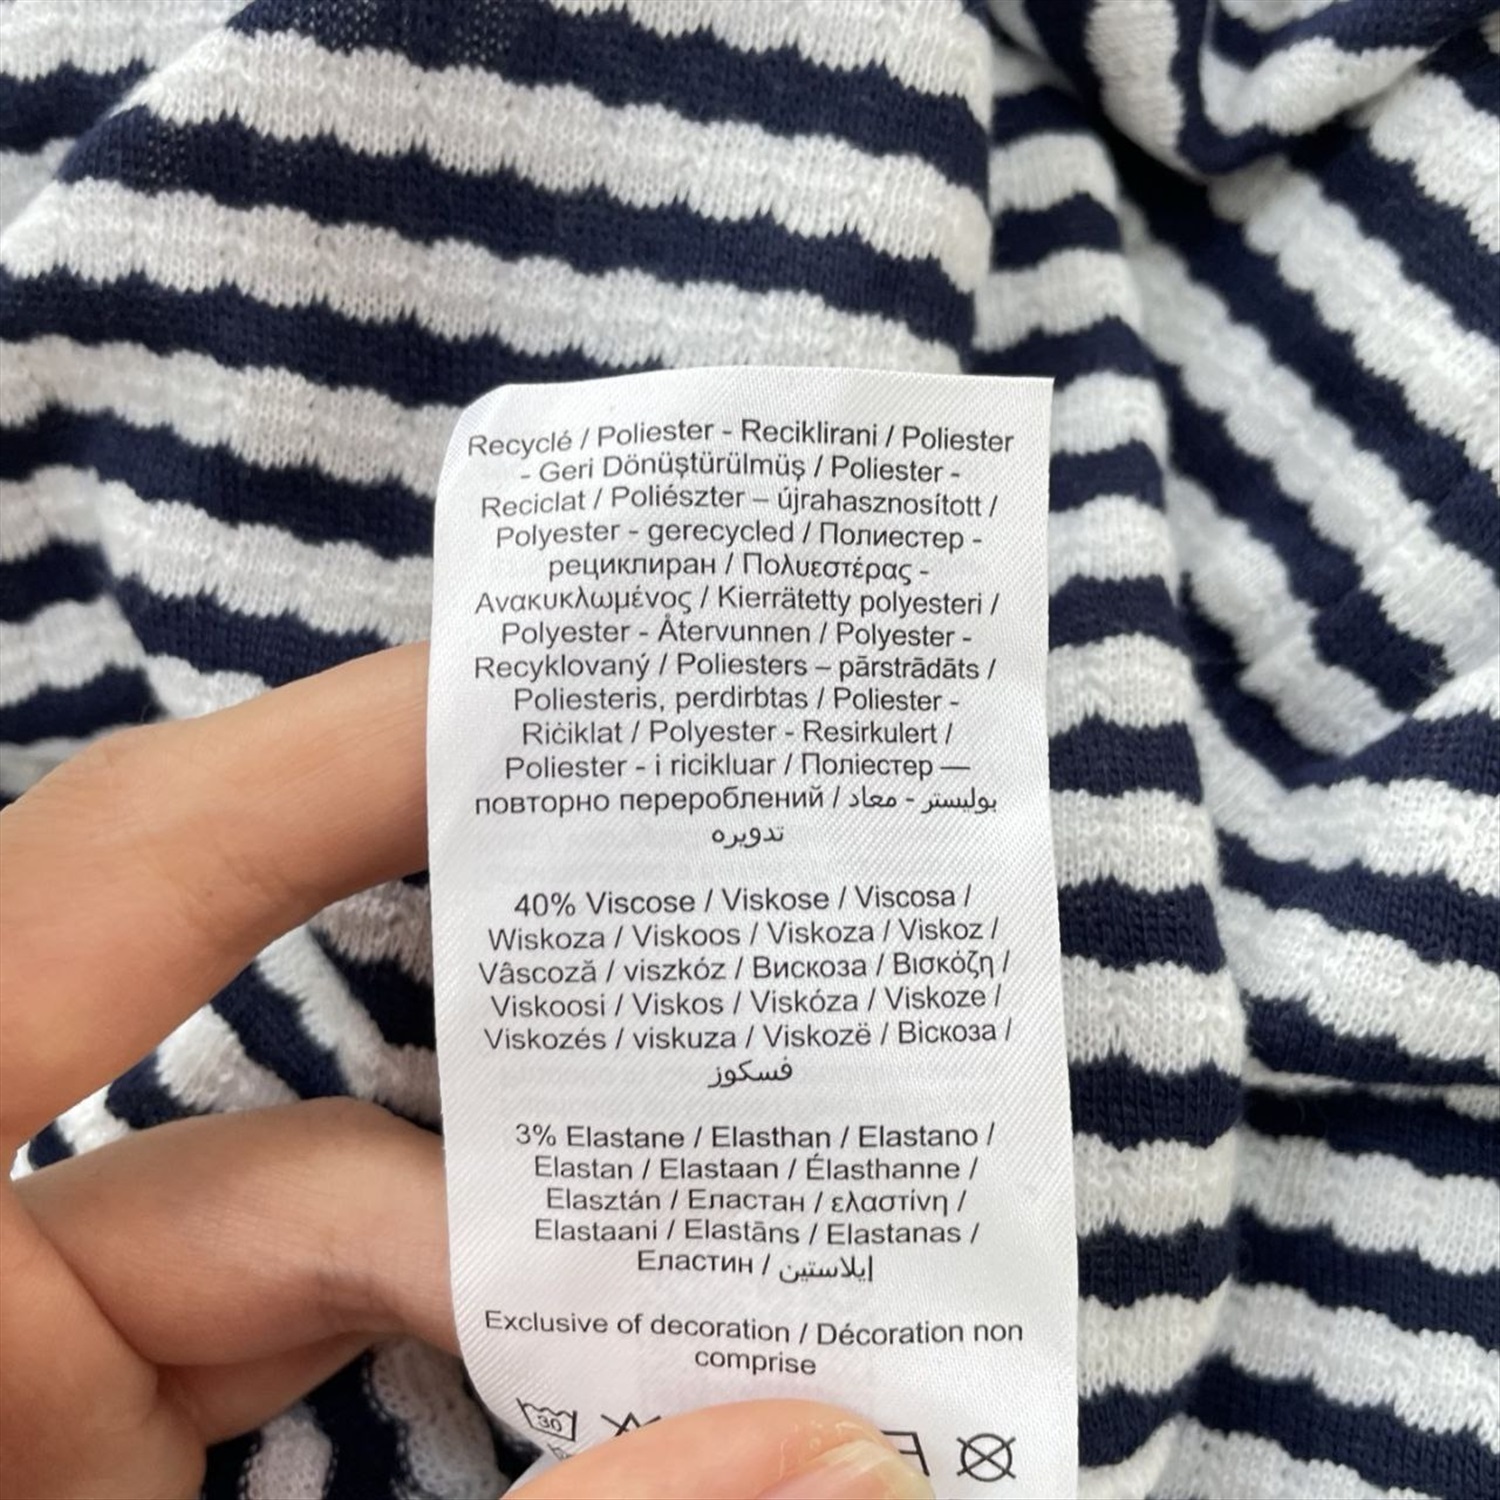 Recyclé / Poliester - Reciklirani / Poliester
- Geri Dönüştürülmüş / Poliester -
Reciclat / Poliészter – újrahasznosított /
Polyester - gerecycled / Полиестер -
рециклиран / Πολυεστέρας -
Ανακυκλωμένος / Kierrätetty polyesteri /
Polyester - Återvunnen / Polyester -
Recyklovaný / Poliesters – pārstrādāts /
Poliesteris, perdirbtas / Poliester -
Riċiklat / Polyester - Resirkulert /
Poliester - i ricikluar / Поліестер —
повторно перероблений / بوليستر - معاد
تدويره
40% Viscose / Viskose / Viscosa /
Wiskoza / Viskoos / Viskoza / Viskoz /
Vâscoză / viszkóz / Вискоза / Βισκόζη /
Viskoosi / Viskos / Viskóza / Viskoze /
Viskozés / viskuza / Viskozë / Віскоза /
فسكوز
3% Elastane / Elasthan / Elastano /
Elastan / Elastaan / Élasthanne /
Elasztán / Еластан / ελαστίνη /
Elastaani / Elastāns / Elastanas /
Еластин / إيلاستين
Exclusive of decoration / Décoration non
comprise
30